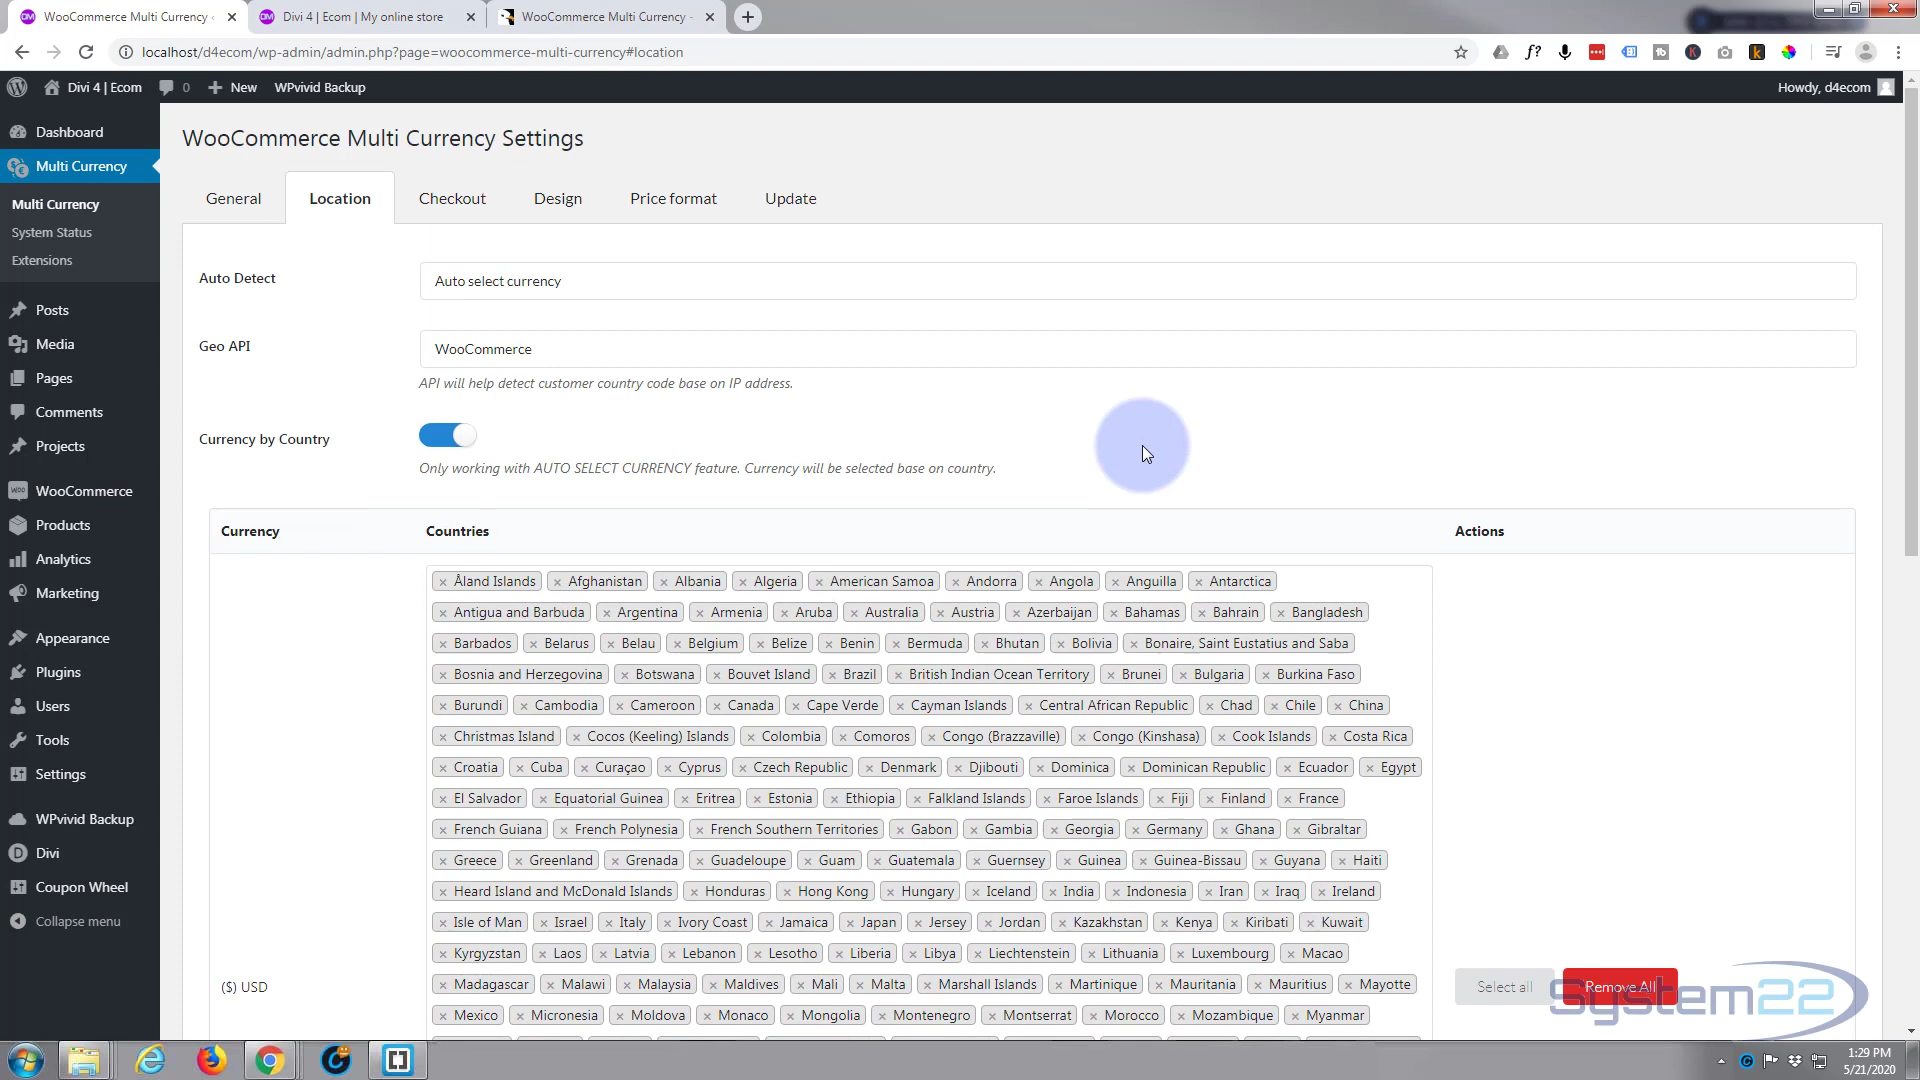 WooCommerce Multi Currency ‹
Divi 4 | Ecom | My online store
WooCommerce Multi Currency -
localhost/d4ecom/wp-admin/admin.php?page=woocommerce-multi-currency#location
Divi 4 | Ecom
0
New
WPvivid Backup
Howdy, d4ecom
Dashboard
Multi Currency
Multi Currency
System Status
Extensions
Posts
Media
Pages
Comments
Projects
WooCommerce
Products
Analytics
Marketing
Appearance
Plugins
Users
Tools
Settings
WPvivid Backup
Divi
Coupon Wheel
Collapse menu
WooCommerce Multi Currency Settings
General
Location
Checkout
Design
Price format
Update
Auto Detect
Auto select currency
Geo API
WooCommerce
API will help detect customer country code base on IP address.
Currency by Country
Only working with AUTO SELECT CURRENCY feature. Currency will be selected base on country.
Currency
Countries
Actions
× Åland Islands × Afghanistan × Albania × Algeria × American Samoa × Andorra × Angola × Anguilla × Antarctica
× Antigua and Barbuda × Argentina × Armenia × Aruba × Australia × Austria × Azerbaijan × Bahamas × Bahrain × Bangladesh
× Barbados × Belarus × Belau × Belgium × Belize × Benin × Bermuda × Bhutan × Bolivia × Bonaire, Saint Eustatius and Saba
× Bosnia and Herzegovina × Botswana × Bouvet Island × Brazil × British Indian Ocean Territory × Brunei × Bulgaria × Burkina Faso
× Burundi × Cambodia × Cameroon × Canada × Cape Verde × Cayman Islands × Central African Republic × Chad × Chile × China
× Christmas Island × Cocos (Keeling) Islands × Colombia × Comoros × Congo (Brazzaville) × Congo (Kinshasa) × Cook Islands × Costa Rica
× Croatia × Cuba × Curaçao × Cyprus × Czech Republic × Denmark × Djibouti × Dominica × Dominican Republic × Ecuador × Egypt
× El Salvador × Equatorial Guinea × Eritrea × Estonia × Ethiopia × Falkland Islands × Faroe Islands × Fiji × Finland × France
× French Guiana × French Polynesia × French Southern Territories × Gabon × Gambia × Georgia × Germany × Ghana × Gibraltar
× Greece × Greenland × Grenada × Guadeloupe × Guam × Guatemala × Guernsey × Guinea × Guinea-Bissau × Guyana × Haiti
× Heard Island and McDonald Islands × Honduras × Hong Kong × Hungary × Iceland × India × Indonesia × Iran × Iraq × Ireland
× Isle of Man × Israel × Italy × Ivory Coast × Jamaica × Japan × Jersey × Jordan × Kazakhstan × Kenya × Kiribati × Kuwait
× Kyrgyzstan × Laos × Latvia × Lebanon × Lesotho × Liberia × Libya × Liechtenstein × Lithuania × Luxembourg × Macao
× Madagascar × Malawi × Malaysia × Maldives × Mali × Malta × Marshall Islands × Martinique × Mauritania × Mauritius × Mayotte
× Mexico × Micronesia × Moldova × Monaco × Mongolia × Montenegro × Montserrat × Morocco × Mozambique × Myanmar
($) USD
Select all
Remove All
System22
1:29 PM
5/21/2020